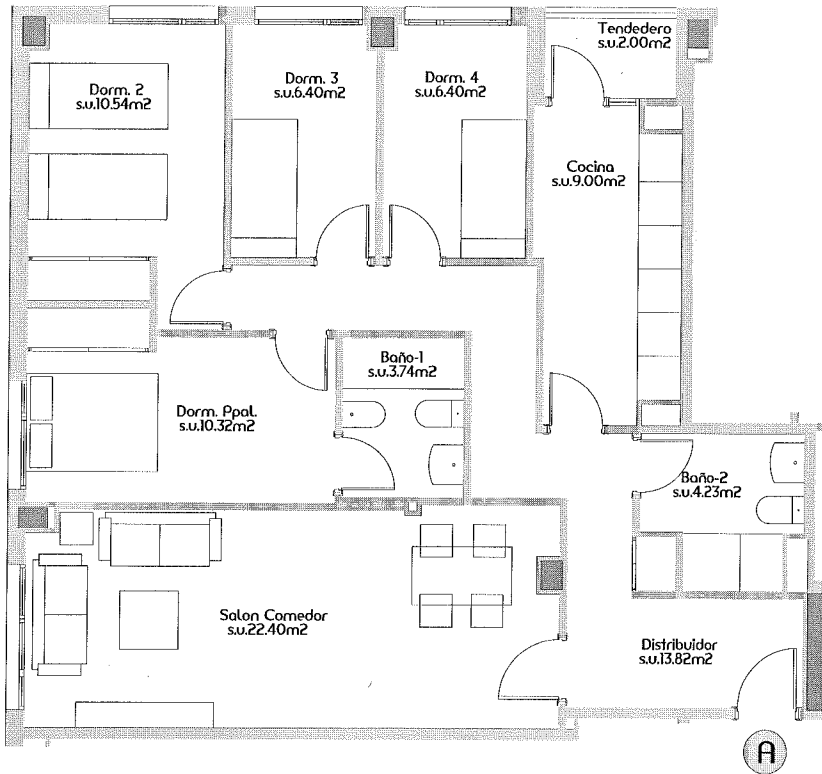 Tendedero
s.u.2.00m2
Dorm. 2
s.u.10.54m2
Dorm. 3
s.u.6.40m2
Dorm. 4
s.u.6.40m2
Cocina
s.u.9.00m2
Baño-1
s.u.3.74m2
Dorm. Ppal.
s.u.10.32m2
Baño-2
s.u.4.23m2
Salon Comedor
s.u.22.40m2
Distribuidor
s.u.13.82m2
A